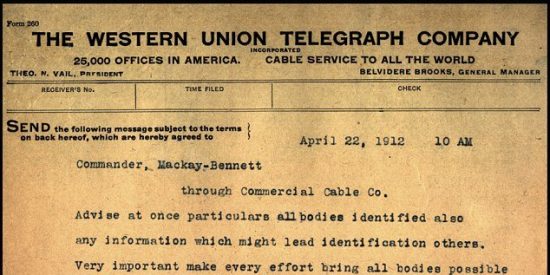 Form 260
THE WESTERN UNION TELEGRAPH COMPANY
INCORPORATED
25,000 OFFICES IN AMERICA. CABLE SERVICE TO ALL THE WORLD
THEO. N. VAIL, PRESIDENT BELVIDERE BROOKS, GENERAL MANAGER
RECEIVER'S No. TIME FILED CHECK
SEND the following message subject to the terms
on back hereof, which are hereby agreed to
April 22, 1912 10 AM
Commander, Mackay-Bennett
through Commercial Cable Co.
Advise at once particulars all bodies identified also
any information which might lead identification others.
Very important make every effort bring all bodies possible